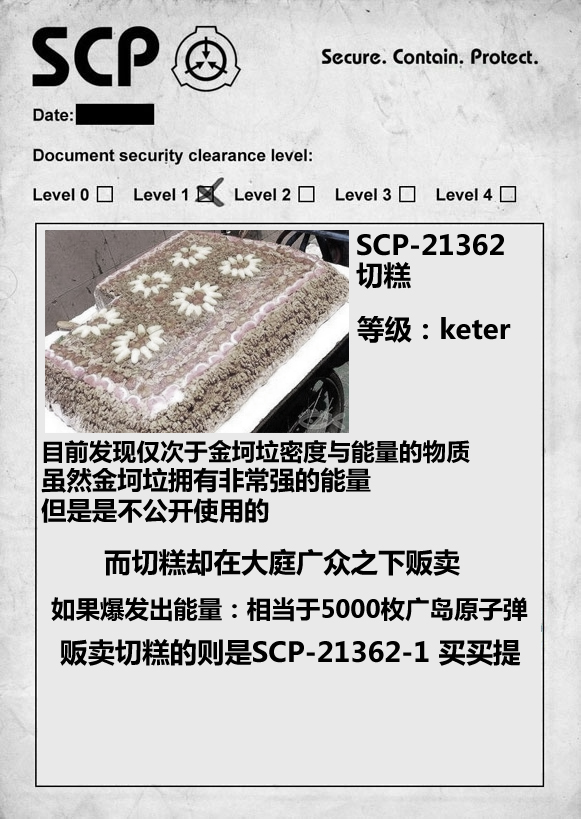 SCP
Secure. Contain. Protect.
Date:
Document security clearance level:
Level 0 Level 1 Level 2 Level 3 Level 4
SCP-21362
切糕
等级：keter
目前发现仅次于金坷垃密度与能量的物质
虽然金坷垃拥有非常强的能量
但是是不公开使用的
而切糕却在大庭广众之下贩卖
如果爆发出能量：相当于5000枚广岛原子弹
贩卖切糕的则是SCP-21362-1 买买提